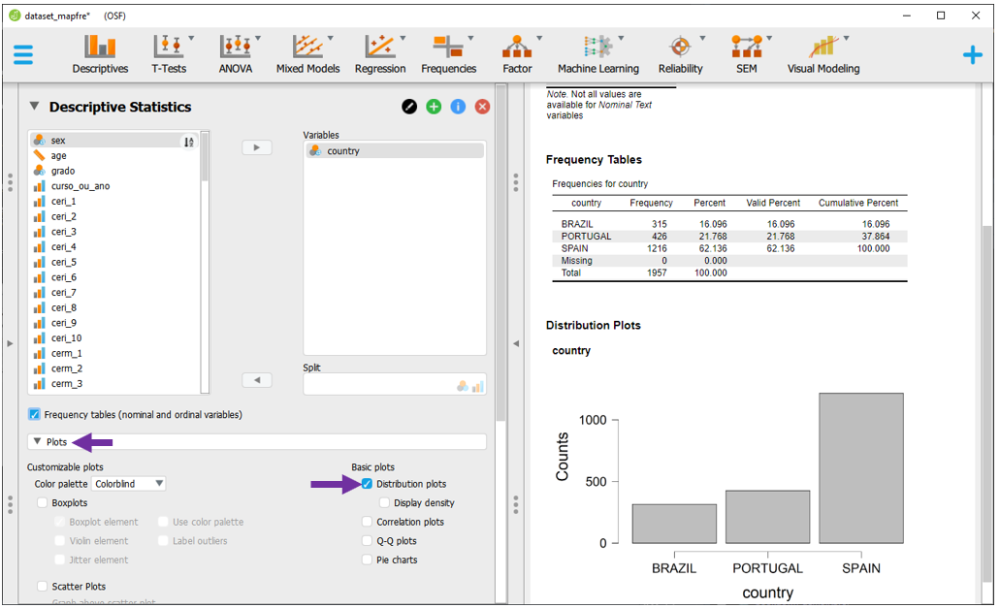 dataset_mapfre* (OSF)
Descriptives T-Tests ANOVA Mixed Models Regression Frequencies Factor Machine Learning Reliability SEM Visual Modeling
Descriptive Statistics
sex
age
grado
curso_ou_ano
ceri_1
ceri_2
ceri_3
ceri_4
ceri_5
ceri_6
ceri_7
ceri_8
ceri_9
ceri_10
cerm_1
cerm_2
cerm_3
Variables
country
Split
Frequency tables (nominal and ordinal variables)
Plots
Customizable plots
Color palette Colorblind
Boxplots
Boxplot element Use color palette
Violin element Label outliers
Jitter element
Scatter Plots
Graph above scatter plot
Basic plots
Distribution plots
Display density
Correlation plots
Q-Q plots
Pie charts
Note. Not all values are
available for Nominal Text
variables
Frequency Tables
Frequencies for country
country Frequency Percent Valid Percent Cumulative Percent
BRAZIL 315 16.096 16.096 16.096
PORTUGAL 426 21.768 21.768 37.864
SPAIN 1216 62.136 62.136 100.000
Missing 0 0.000
Total 1957 100.000
Distribution Plots
country
Counts
1000
500
0
BRAZIL PORTUGAL SPAIN
country